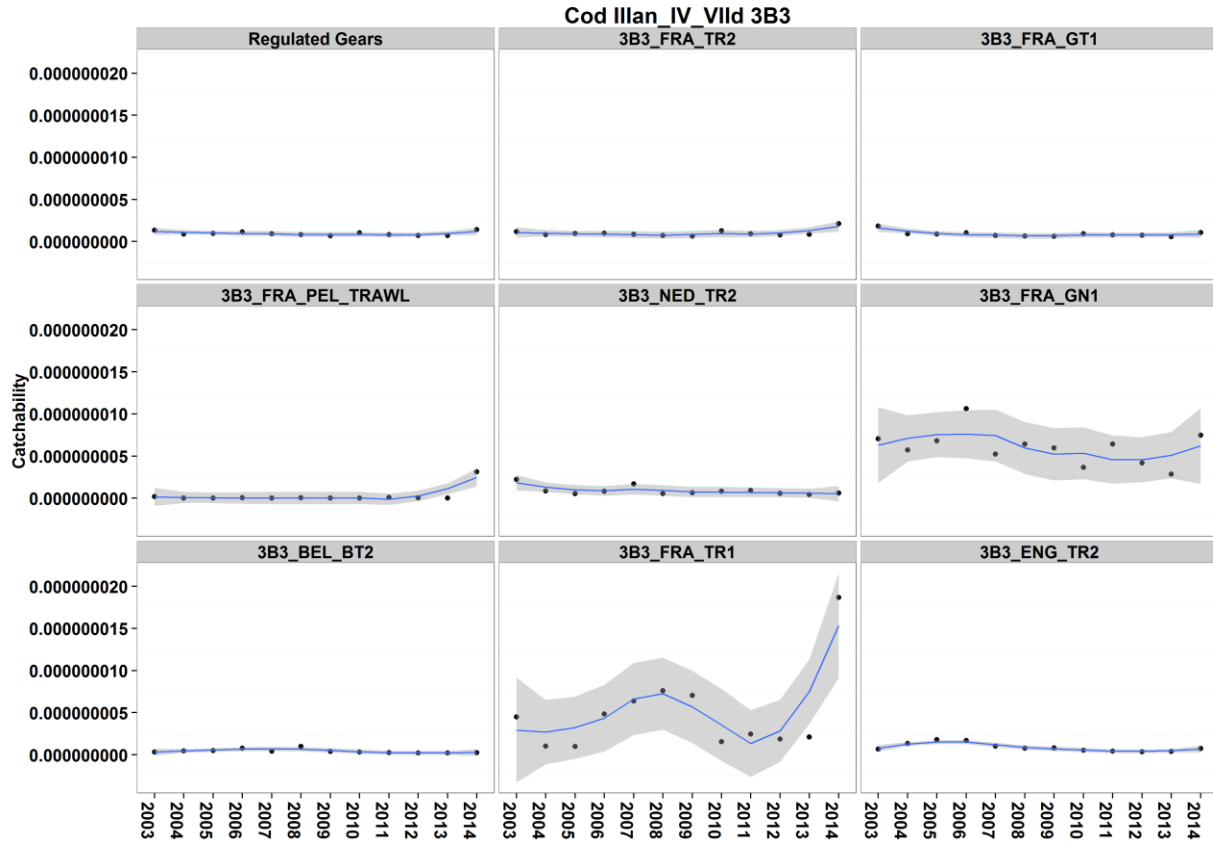 Cod IIIan_IV_VIId 3B3
Regulated Gears
3B3_FRA_TR2
3B3_FRA_GT1
0.000000020
0.000000015
0.000000010
0.000000005
0.000000000
3B3_FRA_PEL_TRAWL
3B3_NED_TR2
3B3_FRA_GN1
Catchability
0.000000020
0.000000015
0.000000010
0.000000005
0.000000000
3B3_BEL_BT2
3B3_FRA_TR1
3B3_ENG_TR2
0.000000020
0.000000015
0.000000010
0.000000005
0.000000000
2003 2004 2005 2006 2007 2008 2009 2010 2011 2012 2013 2014
2003 2004 2005 2006 2007 2008 2009 2010 2011 2012 2013 2014
2003 2004 2005 2006 2007 2008 2009 2010 2011 2012 2013 2014